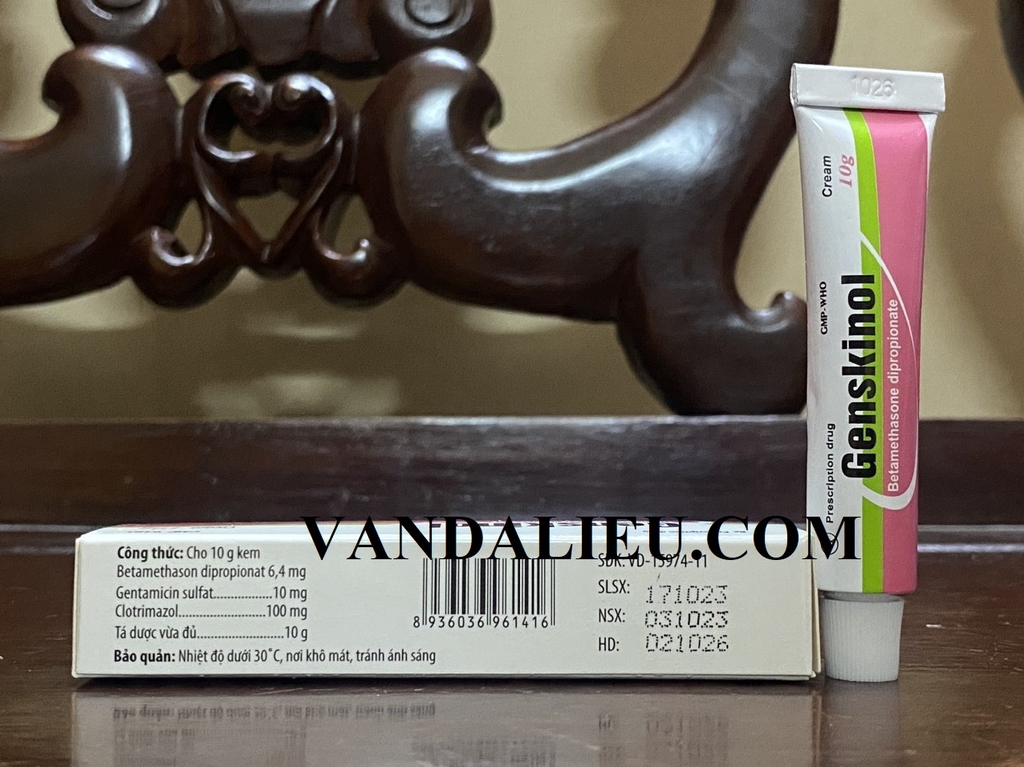 1026
Cream 10g
GMP-WHO
Genskinol
Betamethasone dipropionate
Prescription drug
VANDALIEU.COM
Công thức: Cho 10 g kem
Betamethason dipropionat 6,4 mg
Gentamicin sulfat................10 mg
Clotrimazol.......................100 mg
Tá dược vừa đủ.......................10 g
Bảo quản: Nhiệt độ dưới 30°C, nơi khô mát, tránh ánh sáng
8 936036 961416
SĐK: VD-15974-11
SLSX: 171023
NSX: 031023
HD: 021026